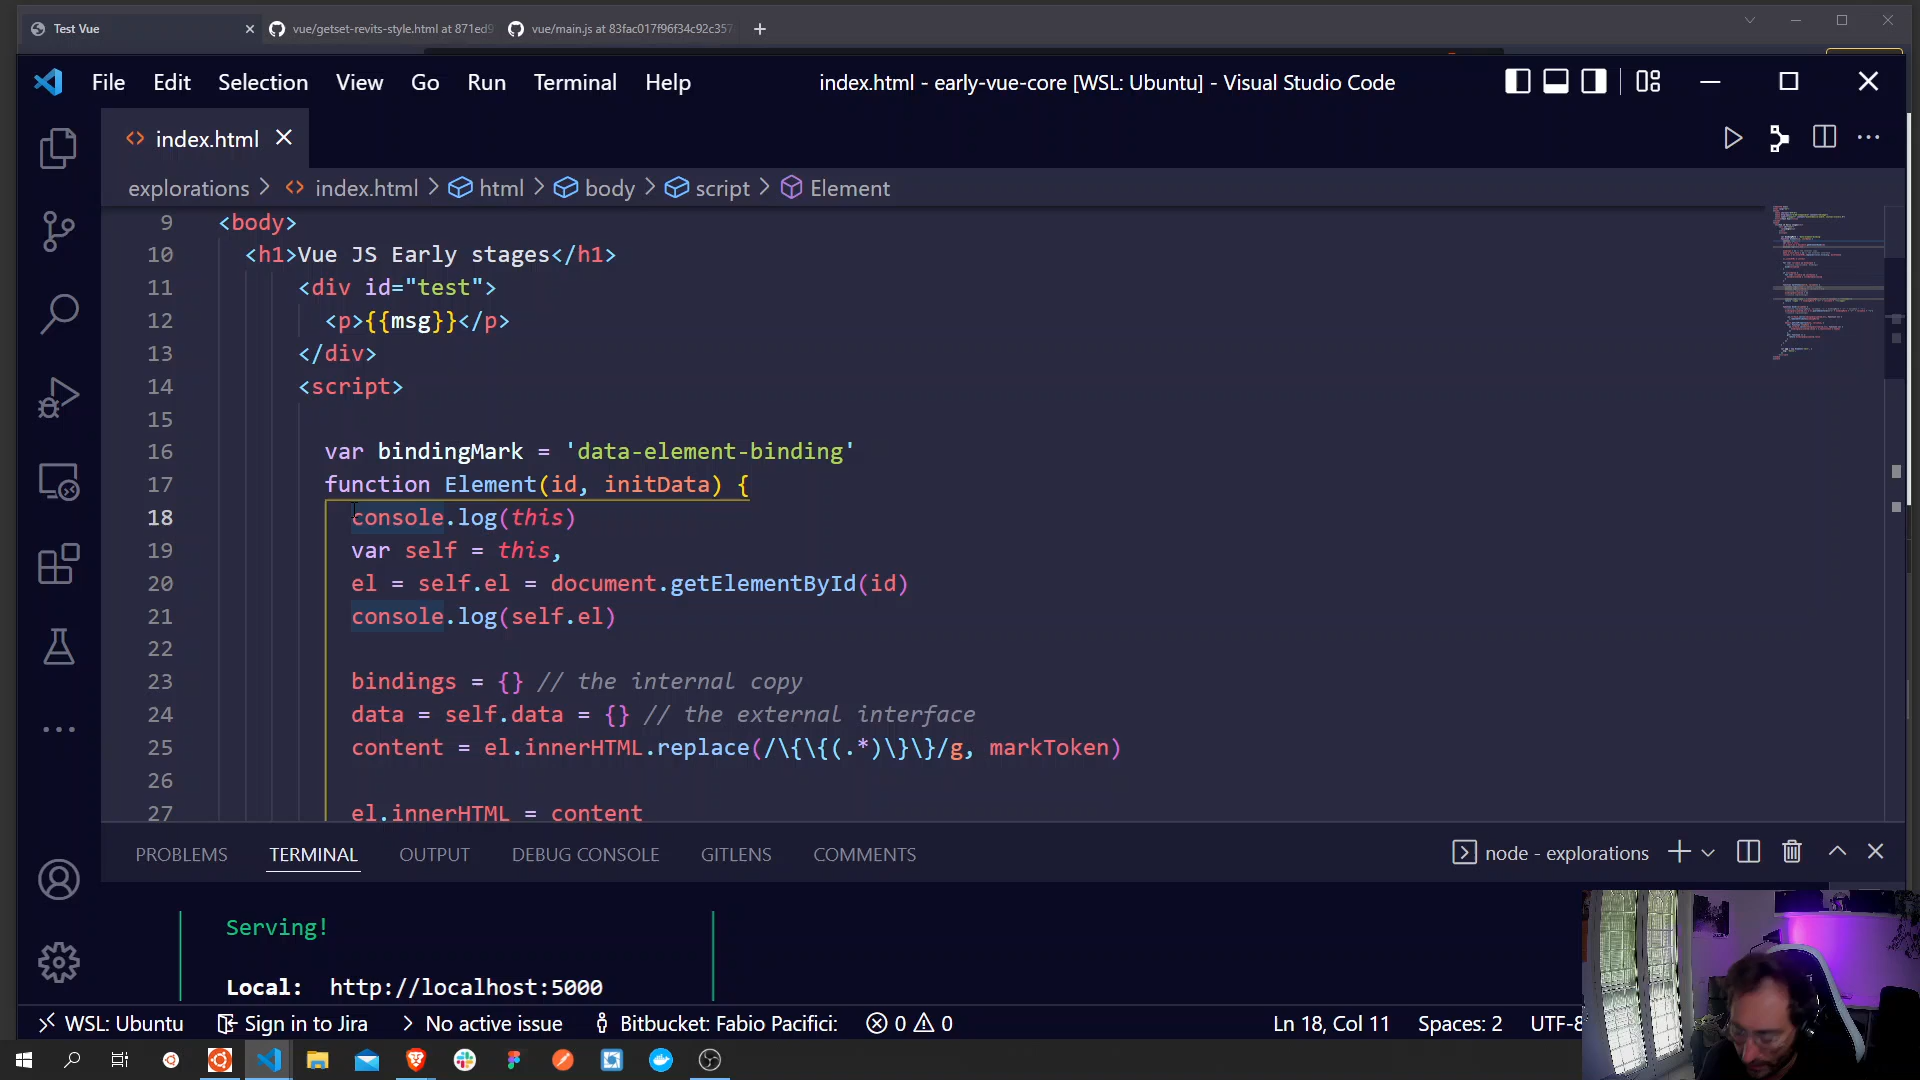 Test Vue
vue/getset-revits-style.html at 871ed9
vue/main.js at 83fac017f96f34c92c357
File Edit Selection View Go Run Terminal Help
index.html - early-vue-core [WSL: Ubuntu] - Visual Studio Code
index.html
explorations > index.html > html > body > script > Element
9 <body>
10 <h1>Vue JS Early stages</h1>
11 <div id="test">
12 <p>{{msg}}</p>
13 </div>
14 <script>
15
16 var bindingMark = 'data-element-binding'
17 function Element(id, initData) {
18 console.log(this)
19 var self = this,
20 el = self.el = document.getElementById(id)
21 console.log(self.el)
22
23 bindings = {} // the internal copy
24 data = self.data = {} // the external interface
25 content = el.innerHTML.replace(/\{\{(.*)\}\}/g, markToken)
26
27 el.innerHTML = content
PROBLEMS TERMINAL OUTPUT DEBUG CONSOLE GITLENS COMMENTS
node - explorations
Serving!
Local: http://localhost:5000
WSL: Ubuntu Sign in to Jira No active issue Bitbucket: Fabio Pacifici: 0 0 Ln 18, Col 11 Spaces: 2 UTF-8